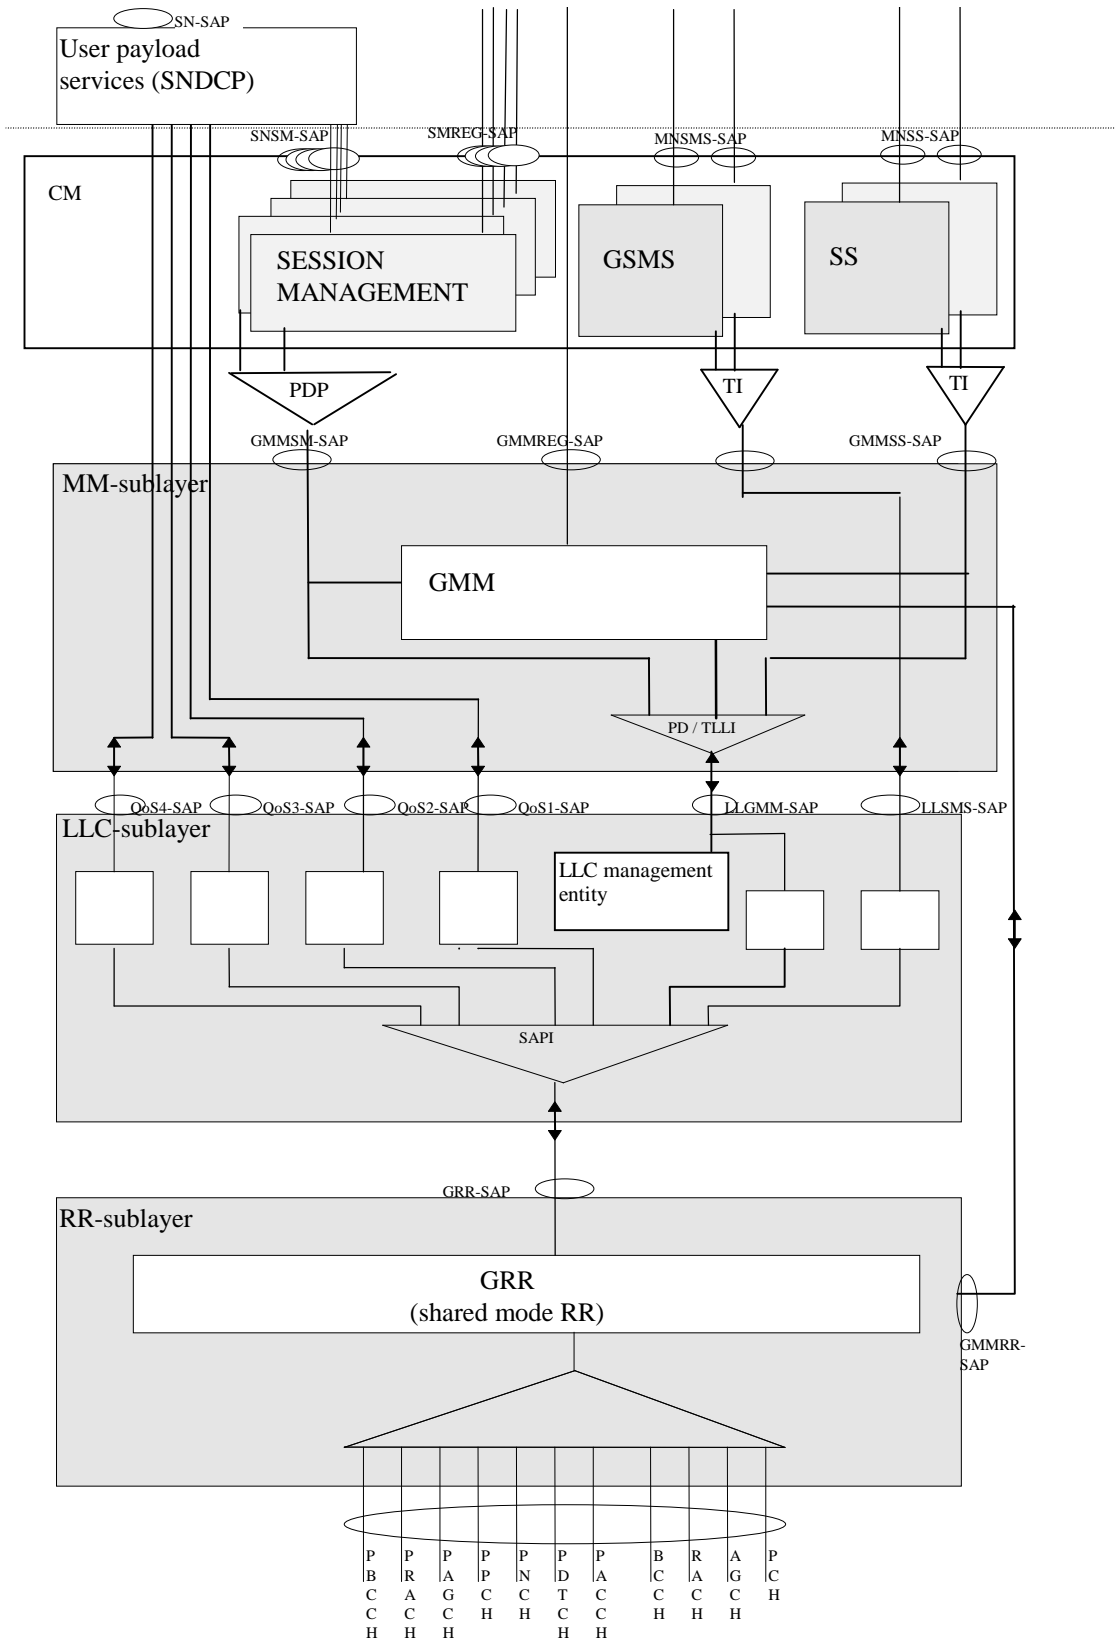 SN-SAP
User payload
services (SNDCP)
SNSM-SAP
SMREG-SAP
MNSMS-SAP
MNSS-SAP
CM
SESSION
MANAGEMENT
GSMS
SS
PDP
TI
TI
GMMSM-SAP
GMMREG-SAP
GMMSS-SAP
MM-sublayer
GMM
PD / TLLI
QoS4-SAP
QoS3-SAP
QoS2-SAP
QoS1-SAP
LLGMM-SAP
LLSMS-SAP
LLC-sublayer
LLC management
entity
SAPI
GRR-SAP
RR-sublayer
GRR
(shared mode RR)
GMMRR-
SAP
PBCCH
PRACH
PAGCH
PPCH
PNCH
PDTCH
PACCH
BCCH
RACH
AGCH
PCH